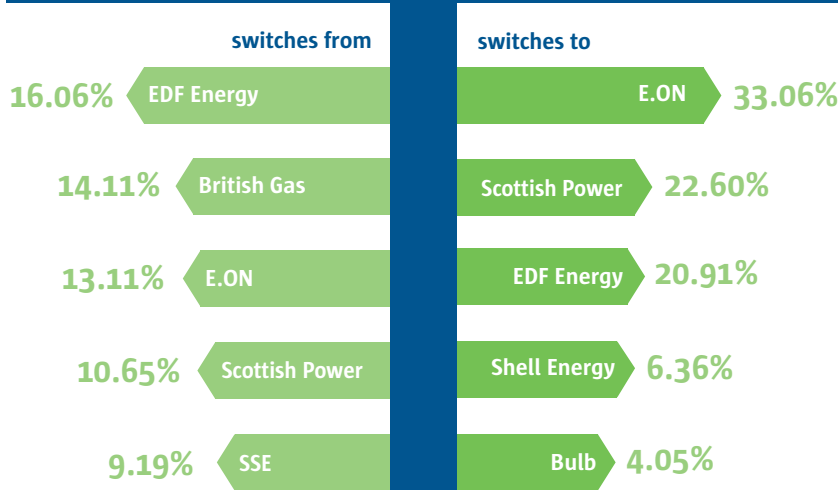 switches from
switches to
16.06% EDF Energy
E.ON 33.06%
14.11% British Gas
Scottish Power 22.60%
13.11% E.ON
EDF Energy 20.91%
10.65% Scottish Power
Shell Energy 6.36%
9.19% SSE
Bulb 4.05%